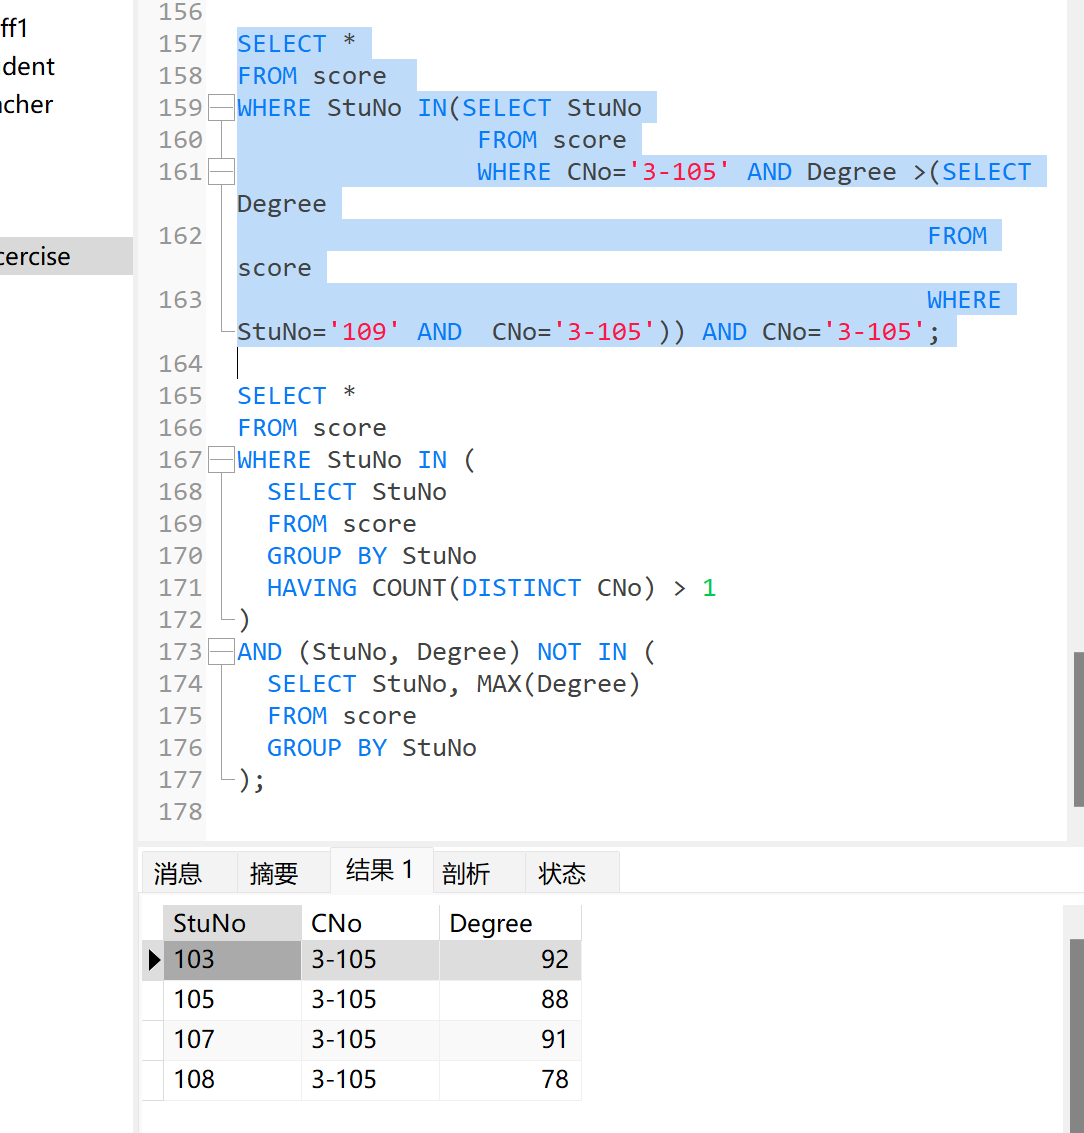 ff1
dent
cher
cercise
156
157 SELECT *
158 FROM score
159 WHERE StuNo IN(SELECT StuNo
160 FROM score
161 WHERE CNo='3-105' AND Degree >(SELECT
Degree
162 FROM
score
163 WHERE
StuNo='109' AND  CNo='3-105')) AND CNo='3-105';
164
165 SELECT *
166 FROM score
167 WHERE StuNo IN (
168 SELECT StuNo
169 FROM score
170 GROUP BY StuNo
171 HAVING COUNT(DISTINCT CNo) > 1
172 )
173 AND (StuNo, Degree) NOT IN (
174 SELECT StuNo, MAX(Degree)
175 FROM score
176 GROUP BY StuNo
177 );
178
消息 摘要 结果 1 剖析 状态
StuNo CNo Degree
103 3-105 92
105 3-105 88
107 3-105 91
108 3-105 78